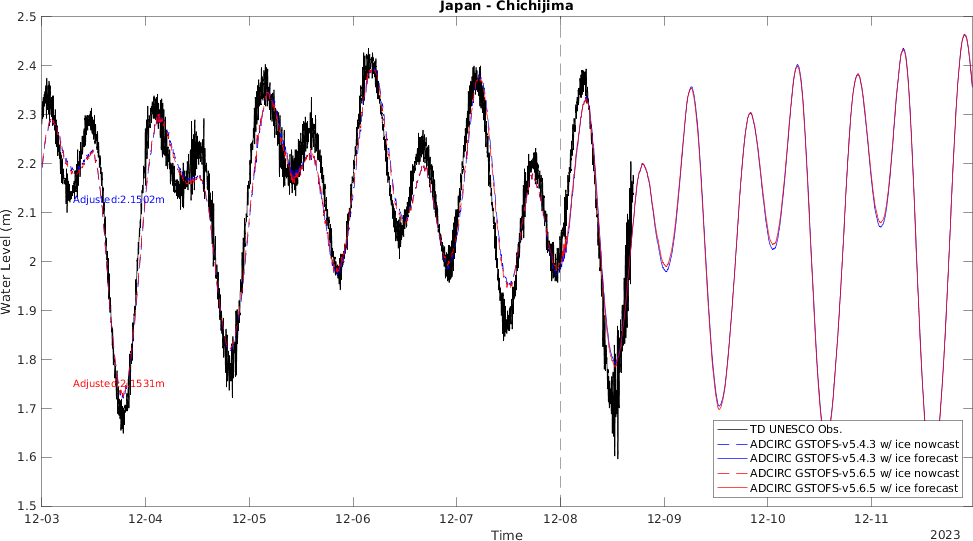 Japan - Chichijima
2.5
2.4
2.3
2.2
2.1
2
1.9
1.8
1.7
1.6
1.5
Water Level (m)
Adjusted:2.1502m
Adjusted:2.1531m
TD UNESCO Obs.
ADCIRC GSTOFS-v5.4.3 w/ ice nowcast
ADCIRC GSTOFS-v5.4.3 w/ ice forecast
ADCIRC GSTOFS-v5.6.5 w/ ice nowcast
ADCIRC GSTOFS-v5.6.5 w/ ice forecast
12-03 12-04 12-05 12-06 12-07 12-08 12-09 12-10 12-11
Time
2023